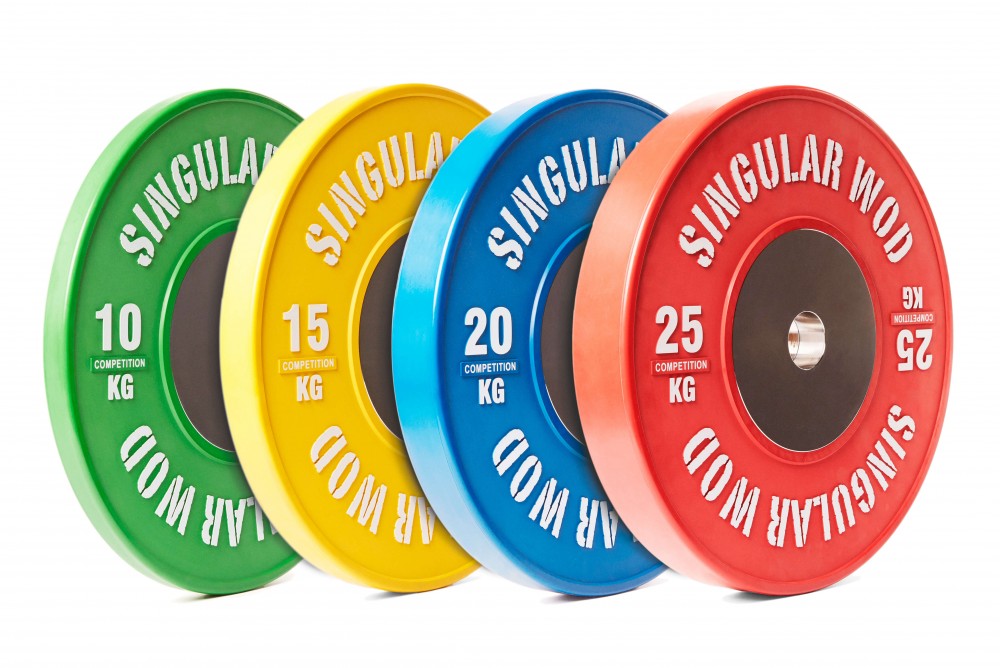 SINGULAR
10
COMPETITION
KG
LAR WOD
SINGULA
15
COMPETITION
KG
AR WOD
SINGULA
20
COMPETITION
KG
AR WOD
SINGULAR WOD
25
COMPETITION
KG
25
COMPETITION
KG
SINGULAR WOD